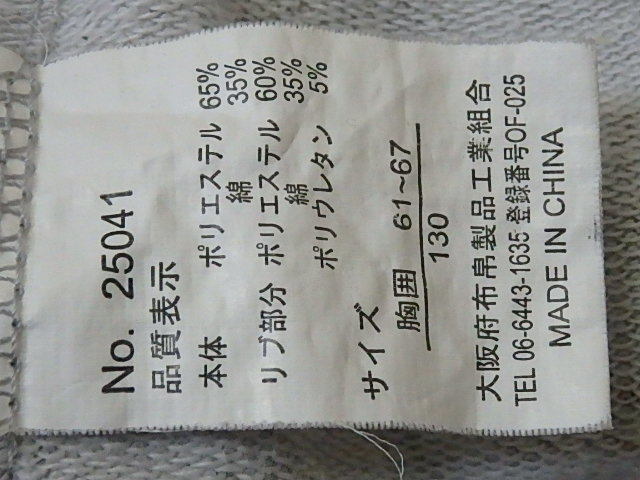 No. 25041
品質表示
本体 ポリエステル 65%
綿 35%
リブ部分 ポリエステル 60%
綿 35%
ポリウレタン 5%
サイズ
胸囲 61~67
130
大阪府布帛製品工業組合
TEL 06-6443-1635 登録番号OF-025
MADE IN CHINA